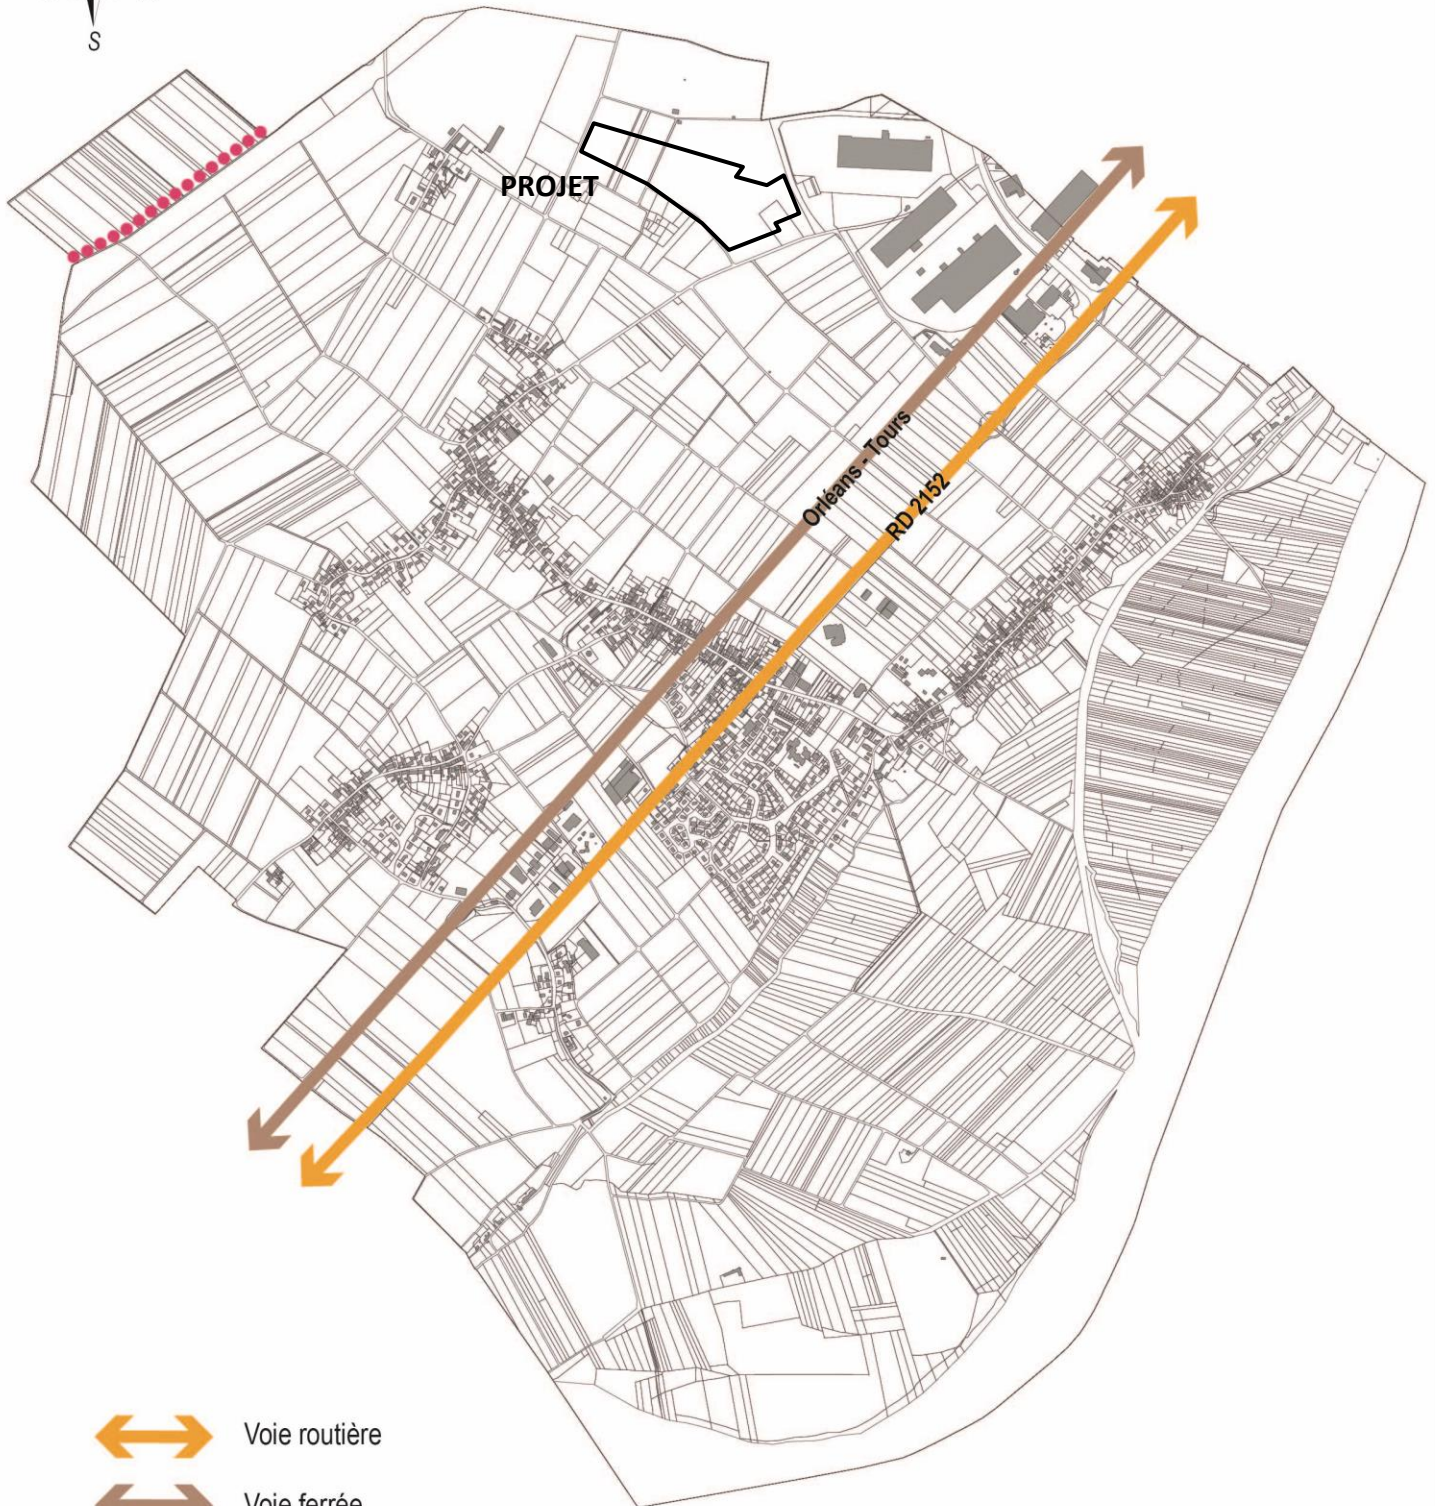 S
PROJET
Orléans - Tours
RD 2152
Voie routière
Voie ferrée